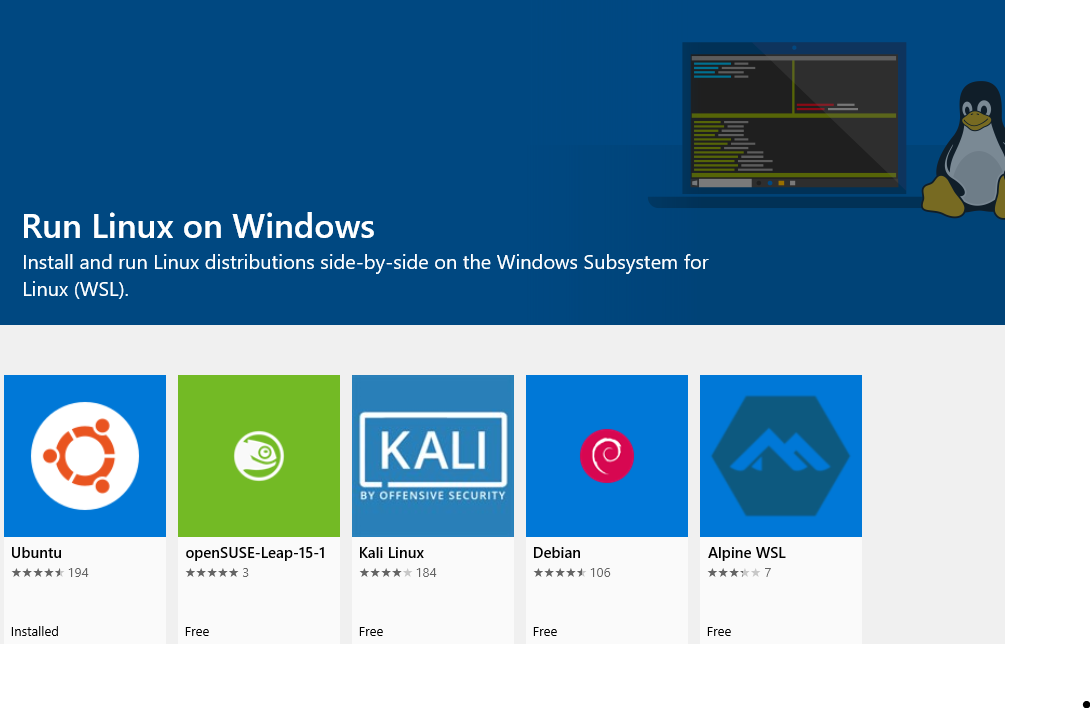 Run Linux on Windows
Install and run Linux distributions side-by-side on the Windows Subsystem for
Linux (WSL).
KALI
BY OFFENSIVE SECURITY
Ubuntu
194
Installed
openSUSE-Leap-15-1
3
Free
Kali Linux
184
Free
Debian
106
Free
Alpine WSL
7
Free